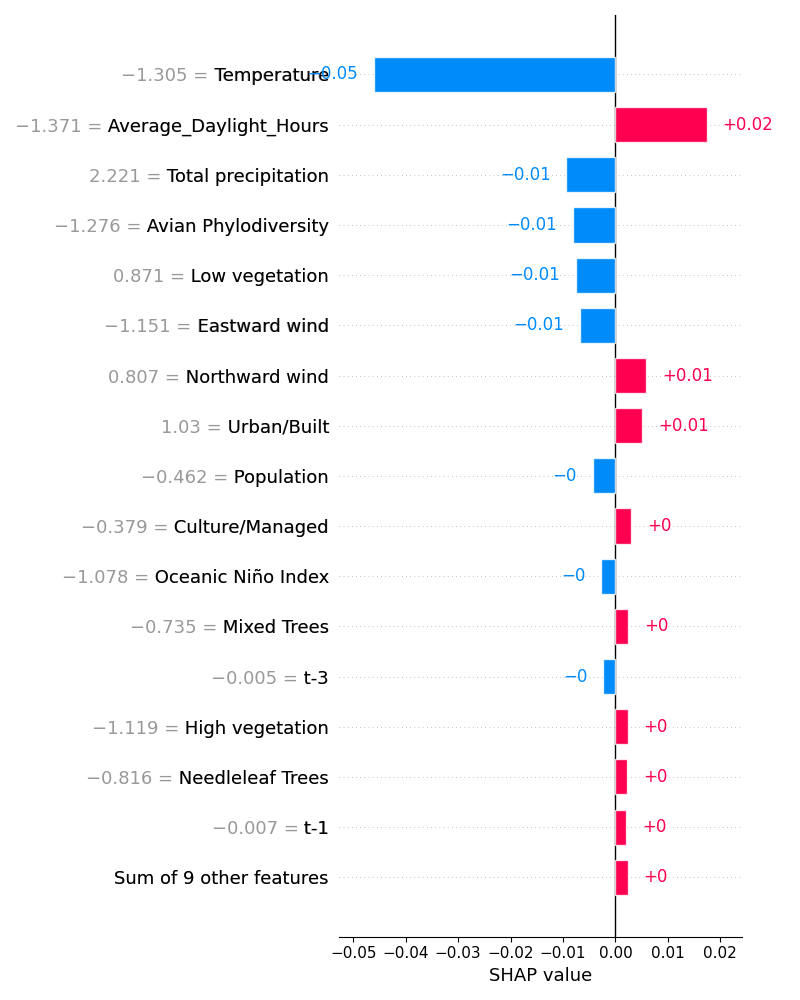 −1.305 = Temperature −0.05
−1.371 = Average_Daylight_Hours +0.02
2.221 = Total precipitation −0.01
−1.276 = Avian Phylodiversity −0.01
0.871 = Low vegetation −0.01
−1.151 = Eastward wind −0.01
0.807 = Northward wind +0.01
1.03 = Urban/Built +0.01
−0.462 = Population −0
−0.379 = Culture/Managed +0
−1.078 = Oceanic Niño Index −0
−0.735 = Mixed Trees +0
−0.005 = t-3 −0
−1.119 = High vegetation +0
−0.816 = Needleleaf Trees +0
−0.007 = t-1 +0
Sum of 9 other features +0
−0.05 −0.04 −0.03 −0.02 −0.01 0.00 0.01 0.02
SHAP value